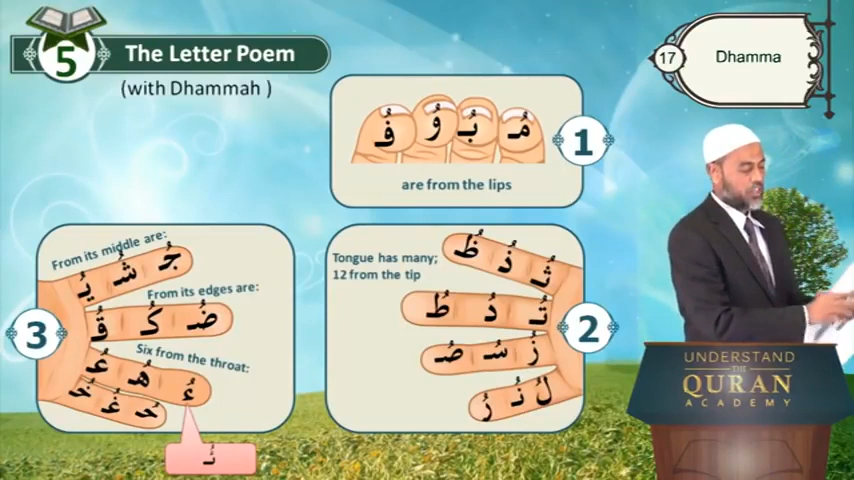 5
The Letter Poem
(with Dhammah )
17
Dhamma
مُـ بُـ وُ فُ
1
are from the lips
Tongue has many;
12 from the tip
ثُـ ذُ ظُ
تُـ دُ طُ
زُ سُـ صُـ
لُ نُـ رُ
2
From its middle are:
جُـ شُـ يُـ
From its edges are:
ضُـ كُـ قُ
Six from the throat:
ءُ هُـ عُـ
حُـ غُـ خُـ
3
ئُـ
UNDERSTAND
THE
QURAN
ACADEMY